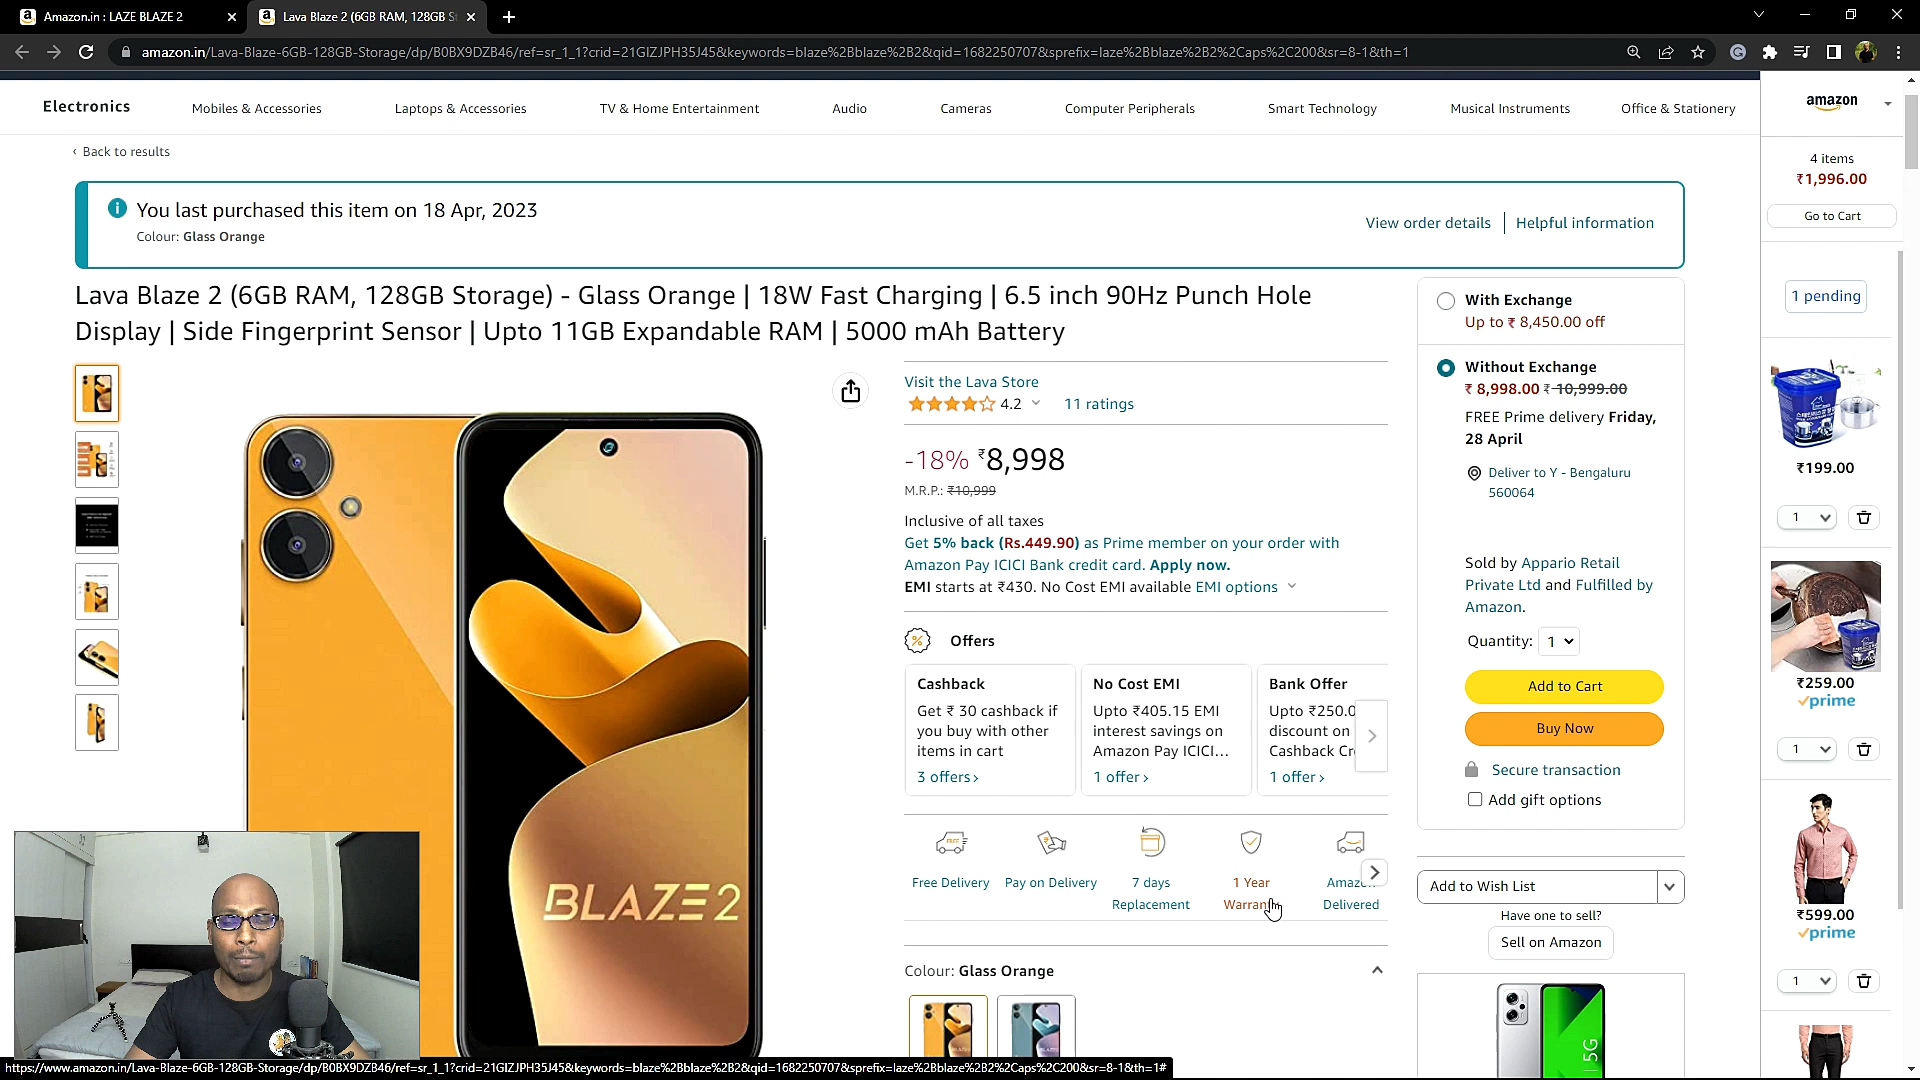 Amazon.in : LAZE BLAZE 2
Lava Blaze 2 (6GB RAM, 128GB St
amazon.in/Lava-Blaze-6GB-128GB-Storage/dp/B0BX9DZB46/ref=sr_1_1?crid=21GIZJPH35J45&keywords=blaze%2Bblaze%2B2&qid=1682250707&sprefix=laze%2Bblaze%2B2%2Caps%2C200&sr=8-1&th=1
Electronics
Mobiles & Accessories
Laptops & Accessories
TV & Home Entertainment
Audio
Cameras
Computer Peripherals
Smart Technology
Musical Instruments
Office & Stationery
‹ Back to results
You last purchased this item on 18 Apr, 2023
Colour: Glass Orange
View order details
Helpful information
Lava Blaze 2 (6GB RAM, 128GB Storage) - Glass Orange | 18W Fast Charging | 6.5 inch 90Hz Punch Hole
Display | Side Fingerprint Sensor | Upto 11GB Expandable RAM | 5000 mAh Battery
BLAZE 2
Visit the Lava Store
4.2
11 ratings
-18% ₹8,998
M.R.P.: ₹10,999
Inclusive of all taxes
Get 5% back (Rs.449.90) as Prime member on your order with
Amazon Pay ICICI Bank credit card. Apply now.
EMI starts at ₹430. No Cost EMI available EMI options
Offers
Cashback
Get ₹ 30 cashback if
you buy with other
items in cart
3 offers›
No Cost EMI
Upto ₹405.15 EMI
interest savings on
Amazon Pay ICICI...
1 offer›
Bank Offer
Upto ₹250.0
discount on
Cashback Cr
1 offer›
FREE
Free Delivery
Pay on Delivery
7 days
Replacement
1 Year
Amazon
Delivered
Colour: Glass Orange
With Exchange
Up to ₹ 8,450.00 off
Without Exchange
₹ 8,998.00 ₹ 10,999.00
FREE Prime delivery Friday,
28 April
Deliver to Y - Bengaluru
560064
Sold by Appario Retail
Private Ltd and Fulfilled by
Amazon.
Quantity: 1
Add to Cart
Buy Now
Secure transaction
Add gift options
Add to Wish List
Have one to sell?
Sell on Amazon
5G
amazon
4 items
₹1,996.00
Go to Cart
1 pending
₹199.00
1
₹259.00
prime
1
₹599.00
prime
1
https://www.amazon.in/Lava-Blaze-6GB-128GB-Storage/dp/B0BX9DZB46/ref=sr_1_1?crid=21GIZJPH35J45&keywords=blaze%2Bblaze%2B2&qid=1682250707&sprefix=laze%2Bblaze%2B2%2Caps%2C200&sr=8-1&th=1#